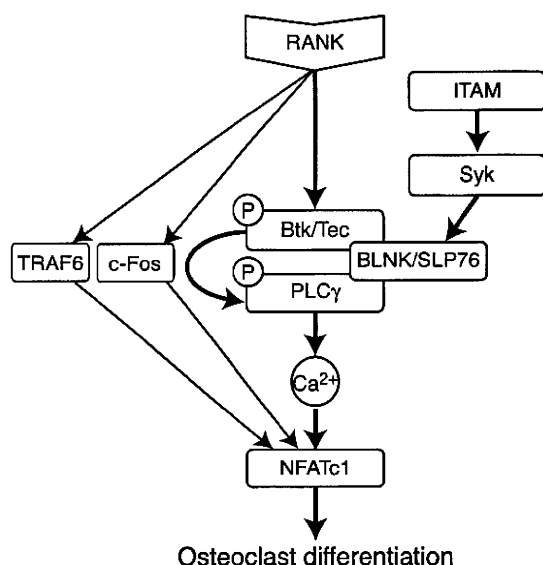 RANK
ITAM
Syk
P
Btk/Tec
TRAF6
c-Fos
BLNK/SLP76
P
PLCγ
Ca²⁺
NFATc1
Osteoclast differentiation